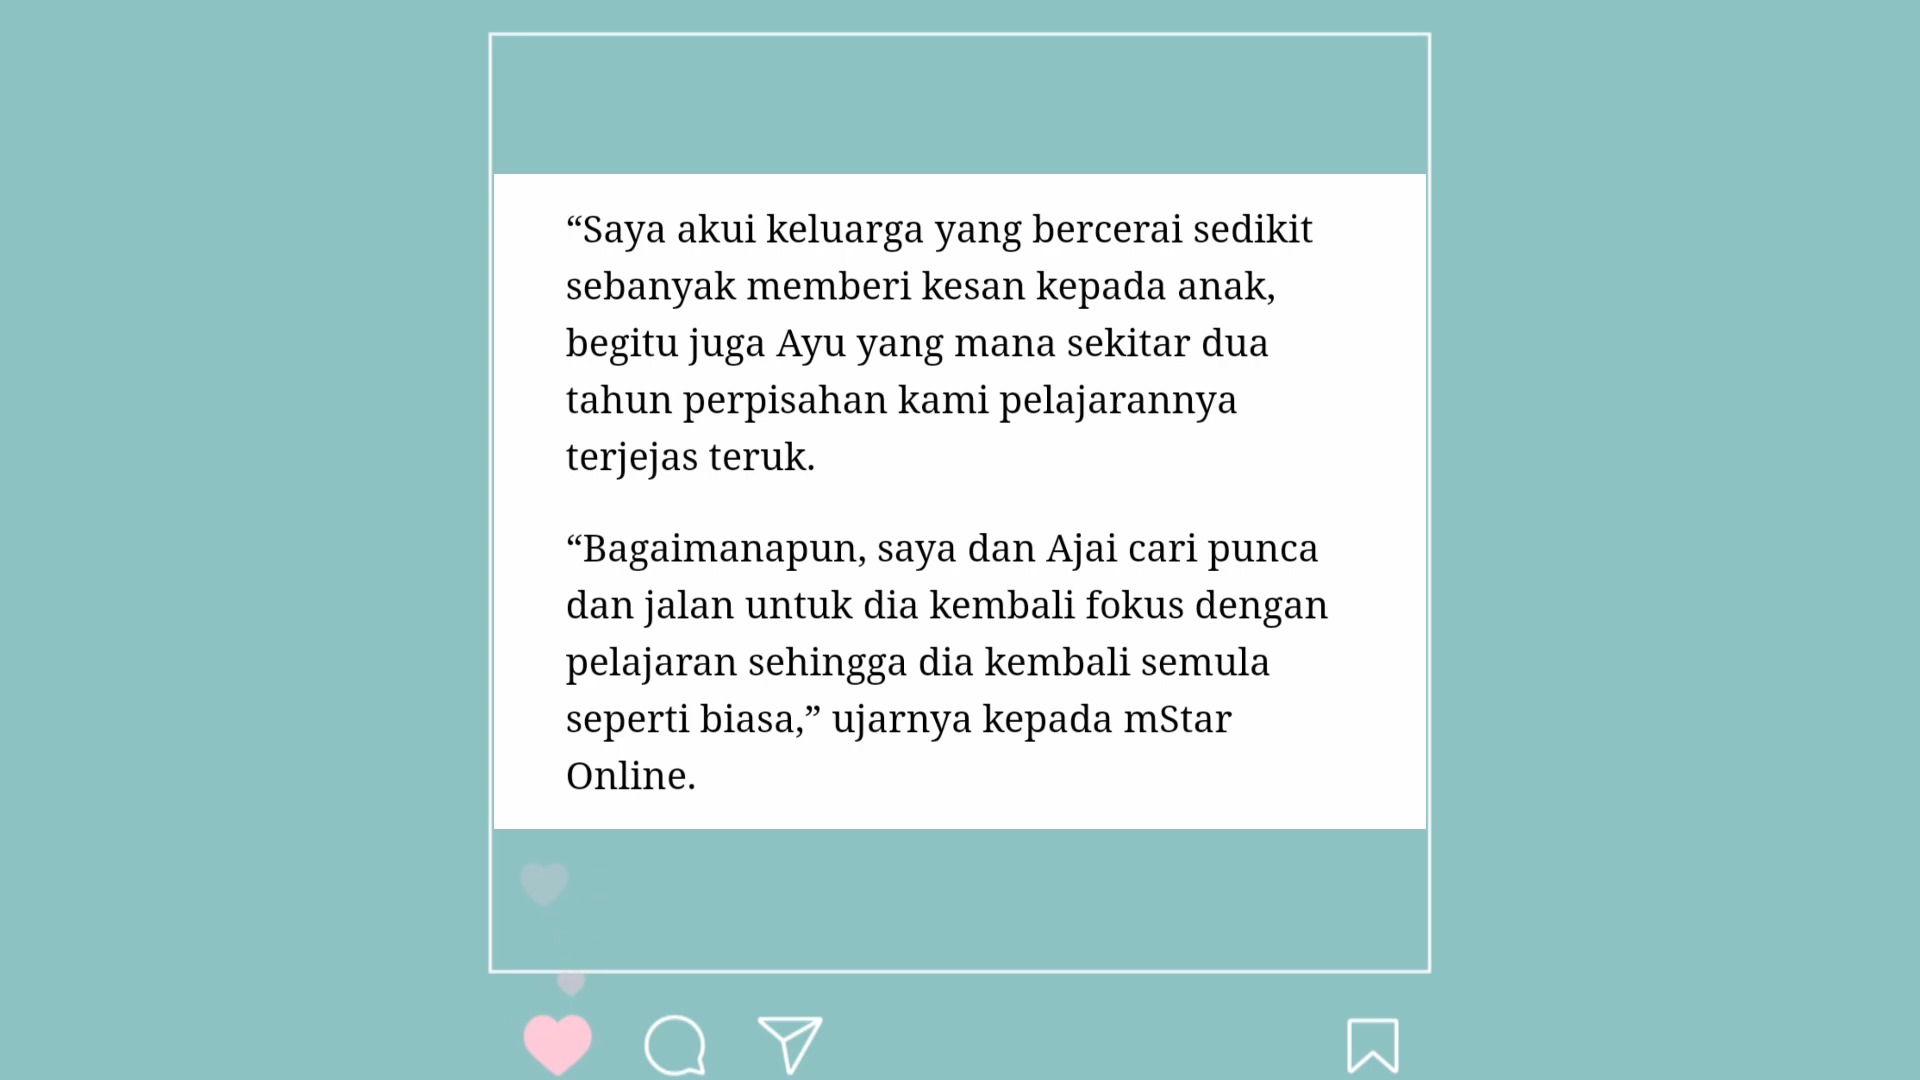 “Saya akui keluarga yang bercerai sedikit
sebanyak memberi kesan kepada anak,
begitu juga Ayu yang mana sekitar dua
tahun perpisahan kami pelajarannya
terjejas teruk.
“Bagaimanapun, saya dan Ajai cari punca
dan jalan untuk dia kembali fokus dengan
pelajaran sehingga dia kembali semula
seperti biasa,” ujarnya kepada mStar
Online.